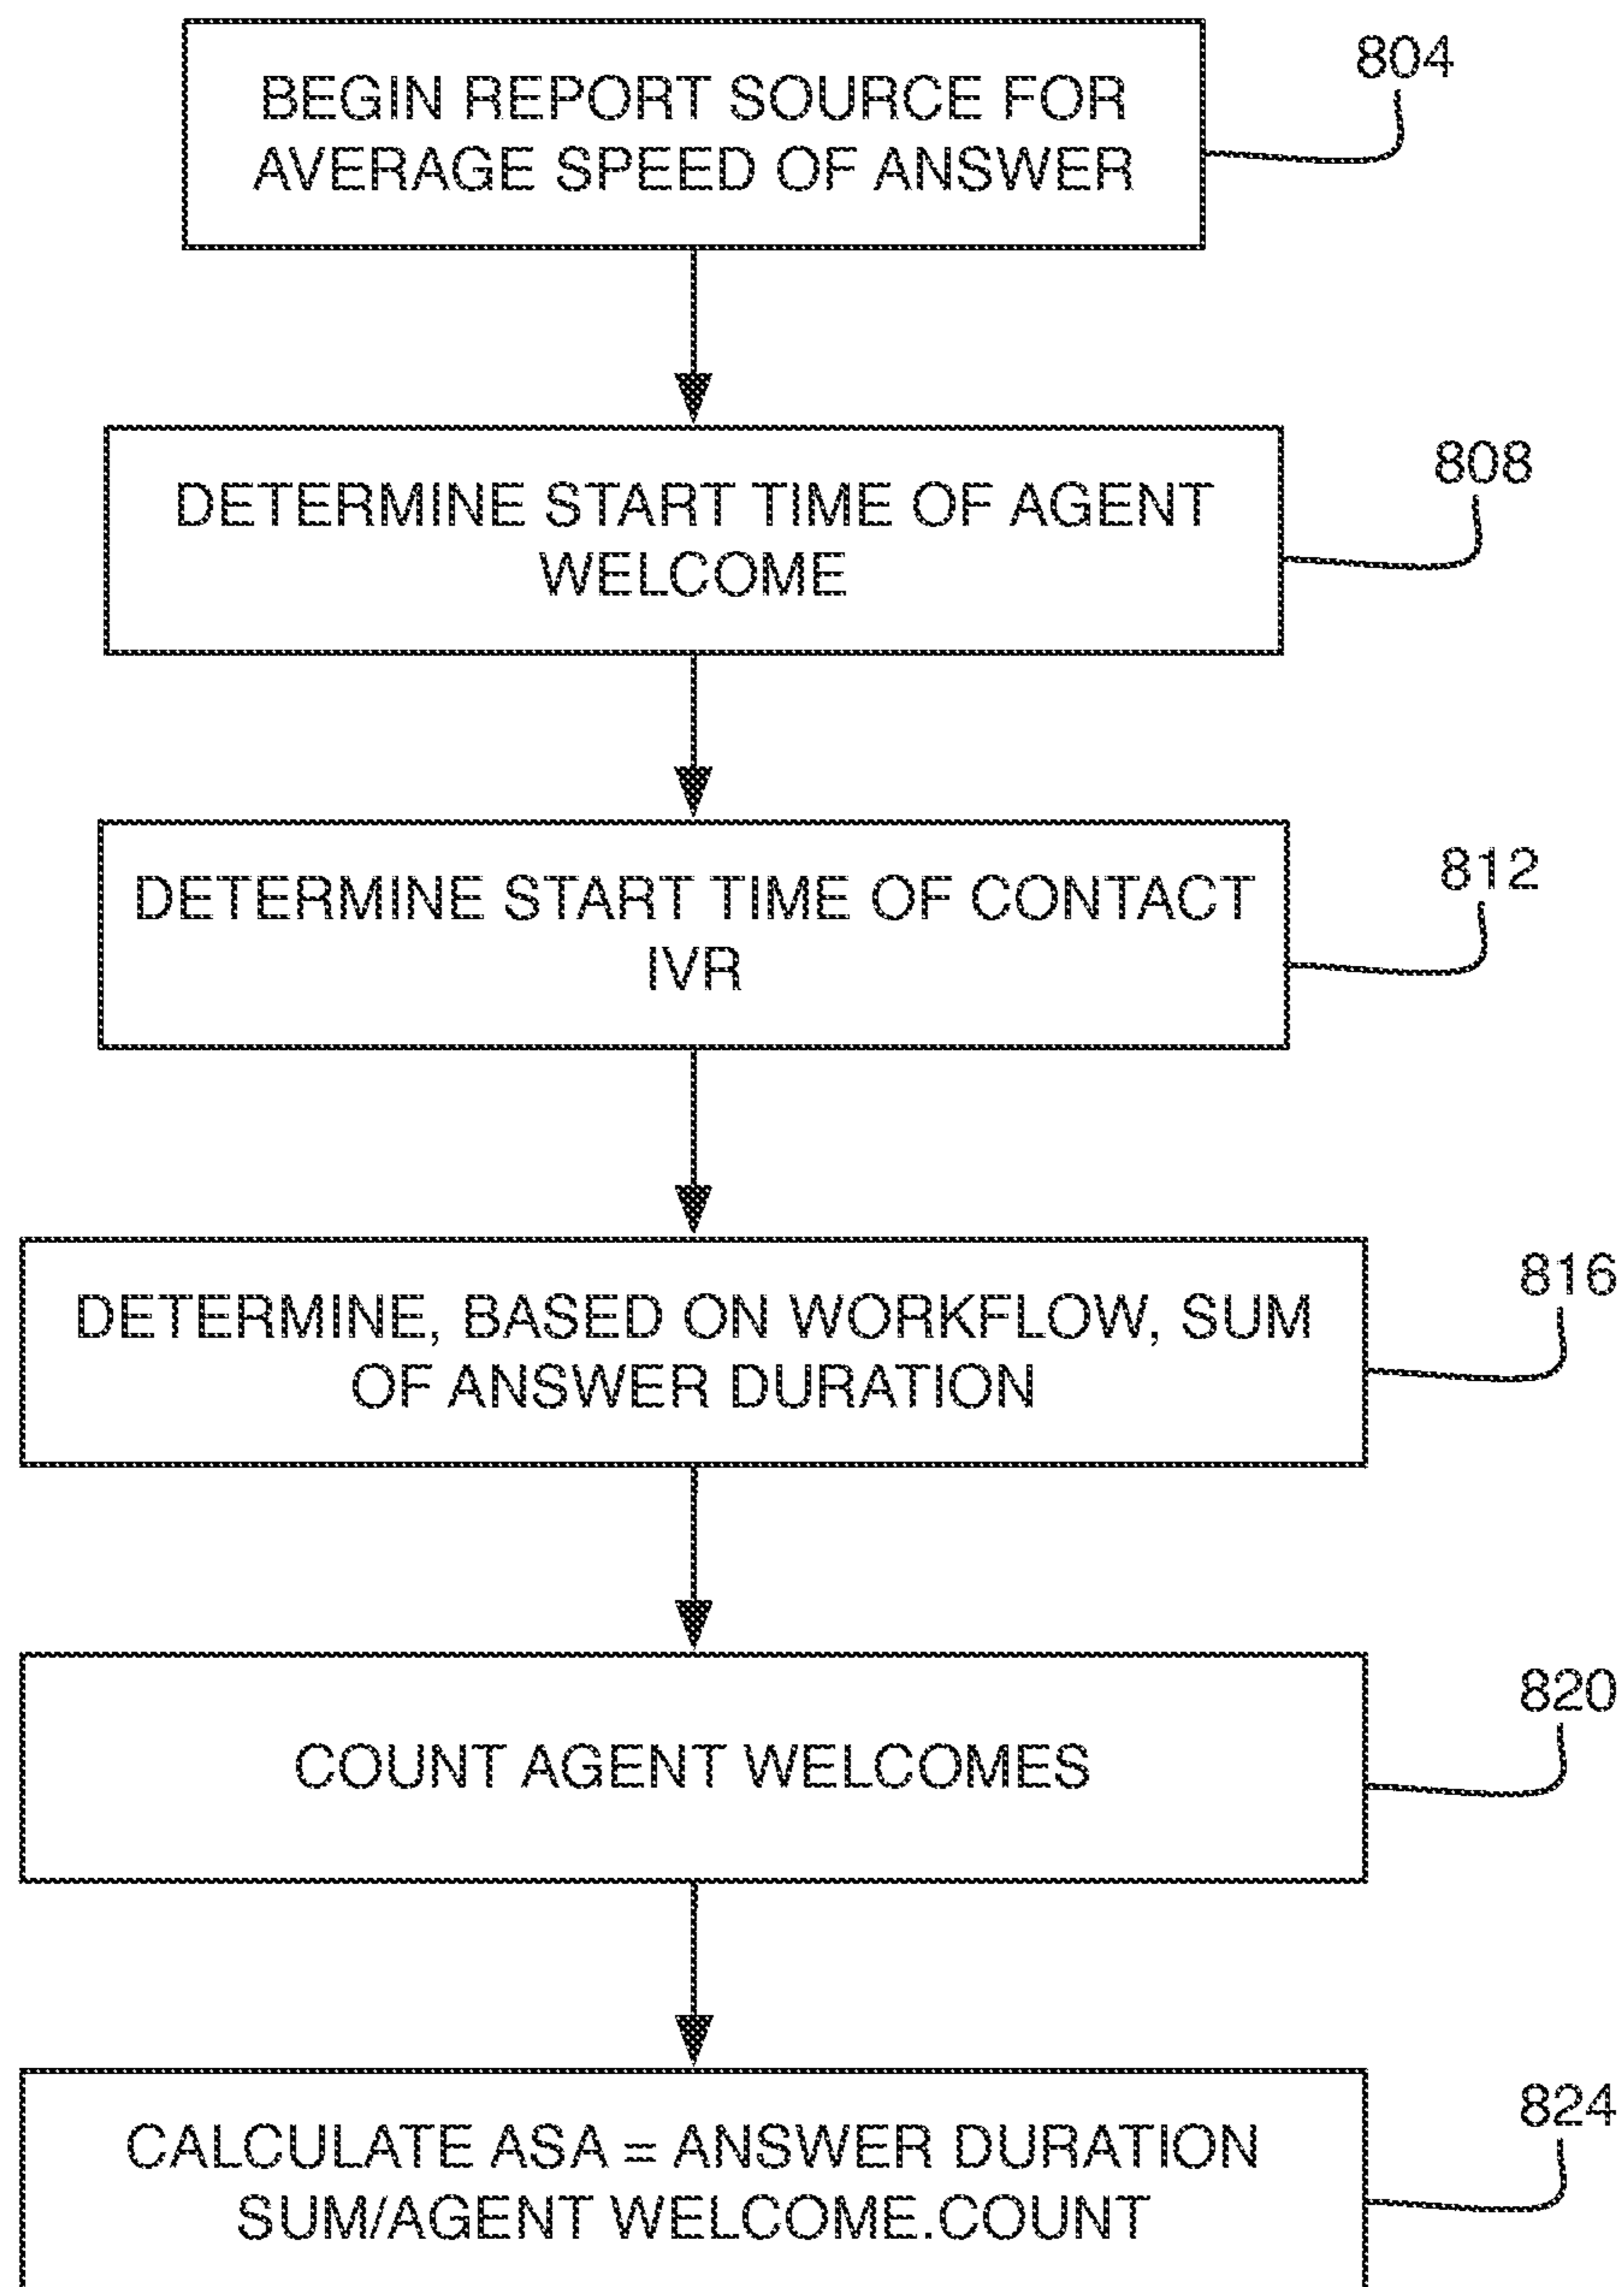 BEGIN REPORT SOURCE FOR
AVERAGE SPEED OF ANSWER
804
DETERMINE START TIME OF AGENT
WELCOME
808
DETERMINE START TIME OF CONTACT
IVR
812
DETERMINE, BASED ON WORKFLOW, SUM
OF ANSWER DURATION
816
COUNT AGENT WELCOMES
820
CALCULATE ASA = ANSWER DURATION
SUM/AGENT WELCOME.COUNT
824